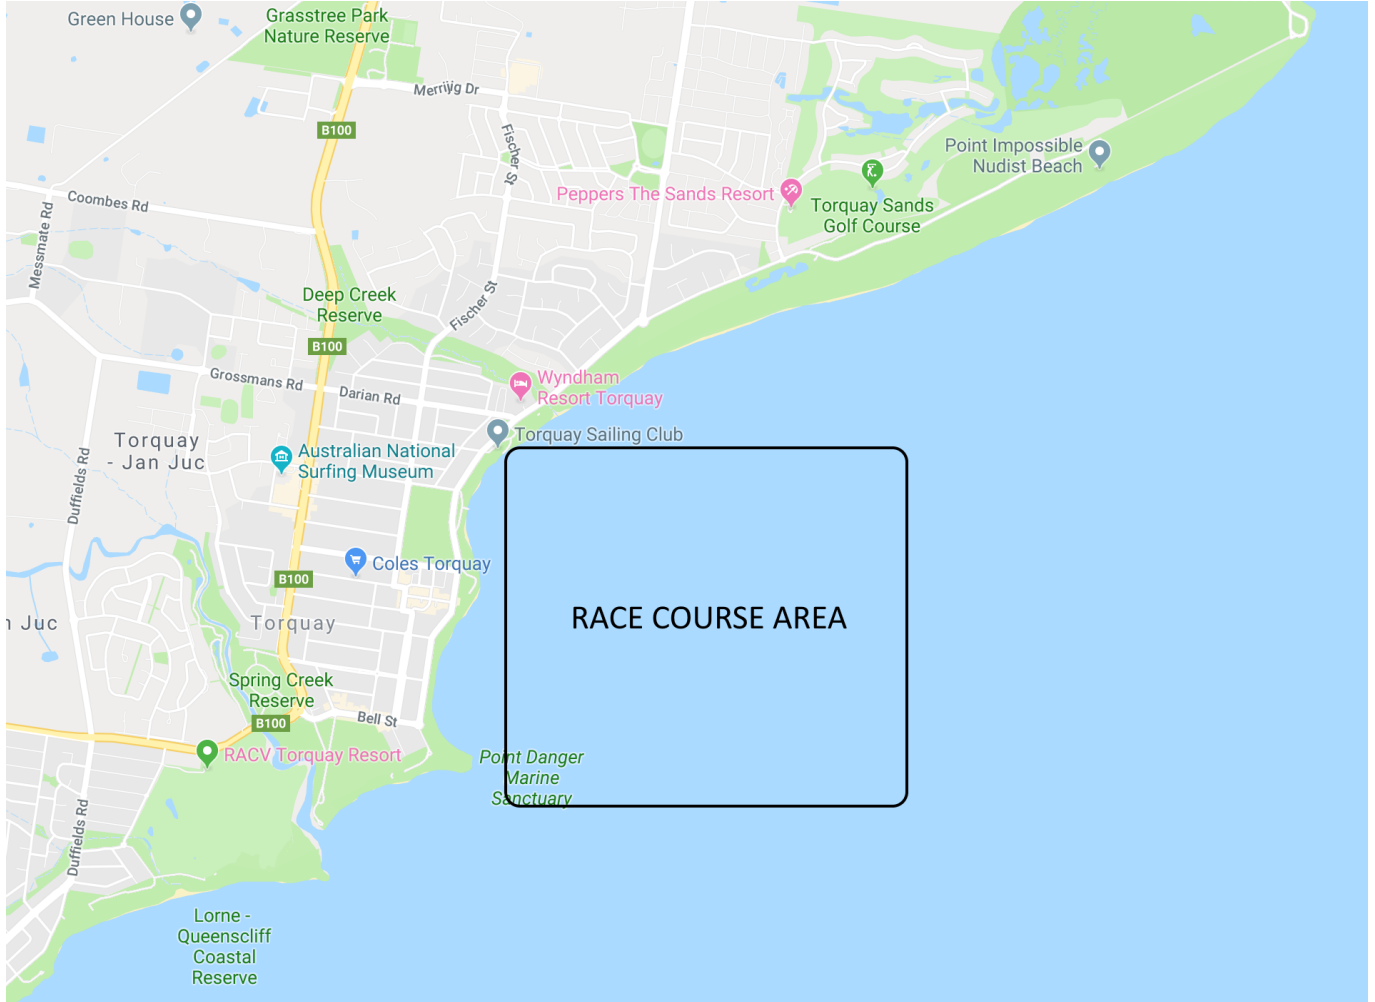 Green House
Grasstree Park
Nature Reserve
Merrijig Dr
B100
Fischer St
Point Impossible
Nudist Beach
Coombes Rd
Messmate Rd
Peppers The Sands Resort
Torquay Sands
Golf Course
Deep Creek
Reserve
Fischer St
B100
Grossmans Rd
Darian Rd
Wyndham
Resort Torquay
Torquay Sailing Club
Torquay
- Jan Juc
Australian National
Surfing Museum
Duffields Rd
Coles Torquay
B100
n Juc
Torquay
RACE COURSE AREA
Spring Creek
Reserve
B100
Bell St
RACV Torquay Resort
Point Danger
Marine
Sanctuary
Duffields Rd
Lorne -
Queenscliff
Coastal
Reserve